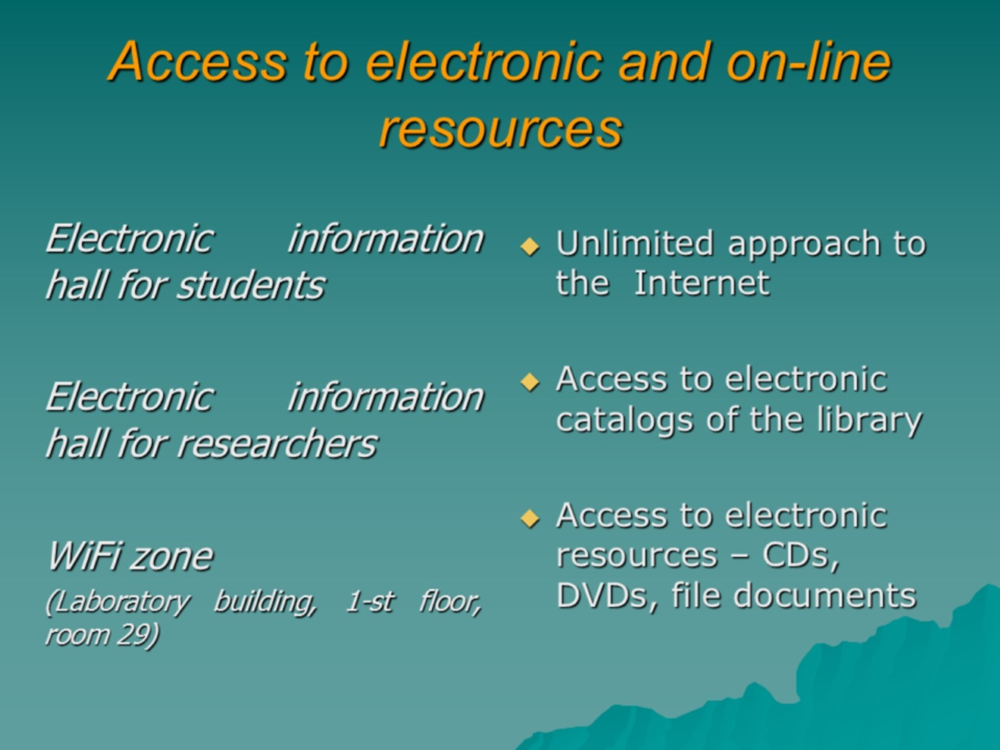 Access to electronic and on-line
resources
Electronic information
hall for students
Electronic information
hall for researchers
WiFi zone
(Laboratory building, 1-st floor,
room 29)
Unlimited approach to
the Internet
Access to electronic
catalogs of the library
Access to electronic
resources – CDs,
DVDs, file documents